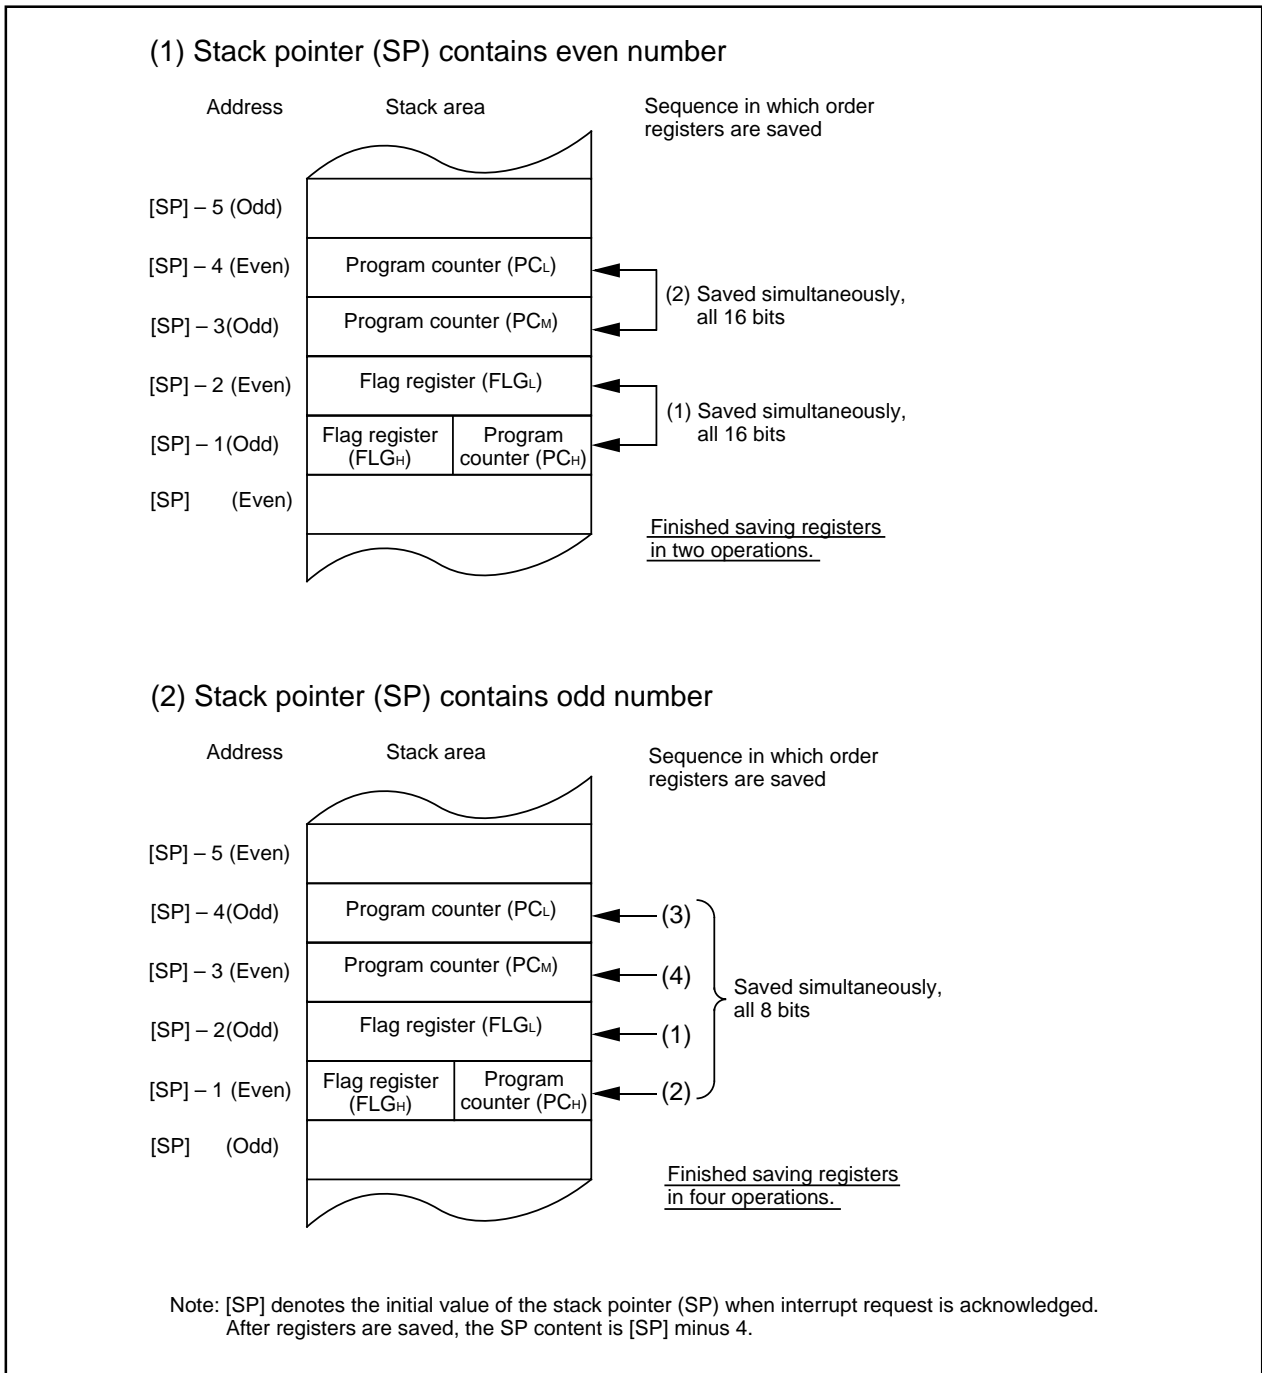 (1) Stack pointer (SP) contains even number
Address Stack area Sequence in which order
registers are saved
[SP] – 5 (Odd)
[SP] – 4 (Even) Program counter (PCL)
(2) Saved simultaneously,
all 16 bits
[SP] – 3(Odd) Program counter (PCM)
[SP] – 2 (Even) Flag register (FLGL)
(1) Saved simultaneously,
all 16 bits
[SP] – 1(Odd) Flag register
(FLGH) Program
counter (PCH)
[SP] (Even)
Finished saving registers
in two operations.
(2) Stack pointer (SP) contains odd number
Address Stack area Sequence in which order
registers are saved
[SP] – 5 (Even)
[SP] – 4(Odd) Program counter (PCL) (3)
[SP] – 3 (Even) Program counter (PCM) (4)
Saved simultaneously,
all 8 bits
[SP] – 2(Odd) Flag register (FLGL) (1)
[SP] – 1 (Even) Flag register
(FLGH) Program
counter (PCH) (2)
[SP] (Odd)
Finished saving registers
in four operations.
Note: [SP] denotes the initial value of the stack pointer (SP) when interrupt request is acknowledged.
After registers are saved, the SP content is [SP] minus 4.